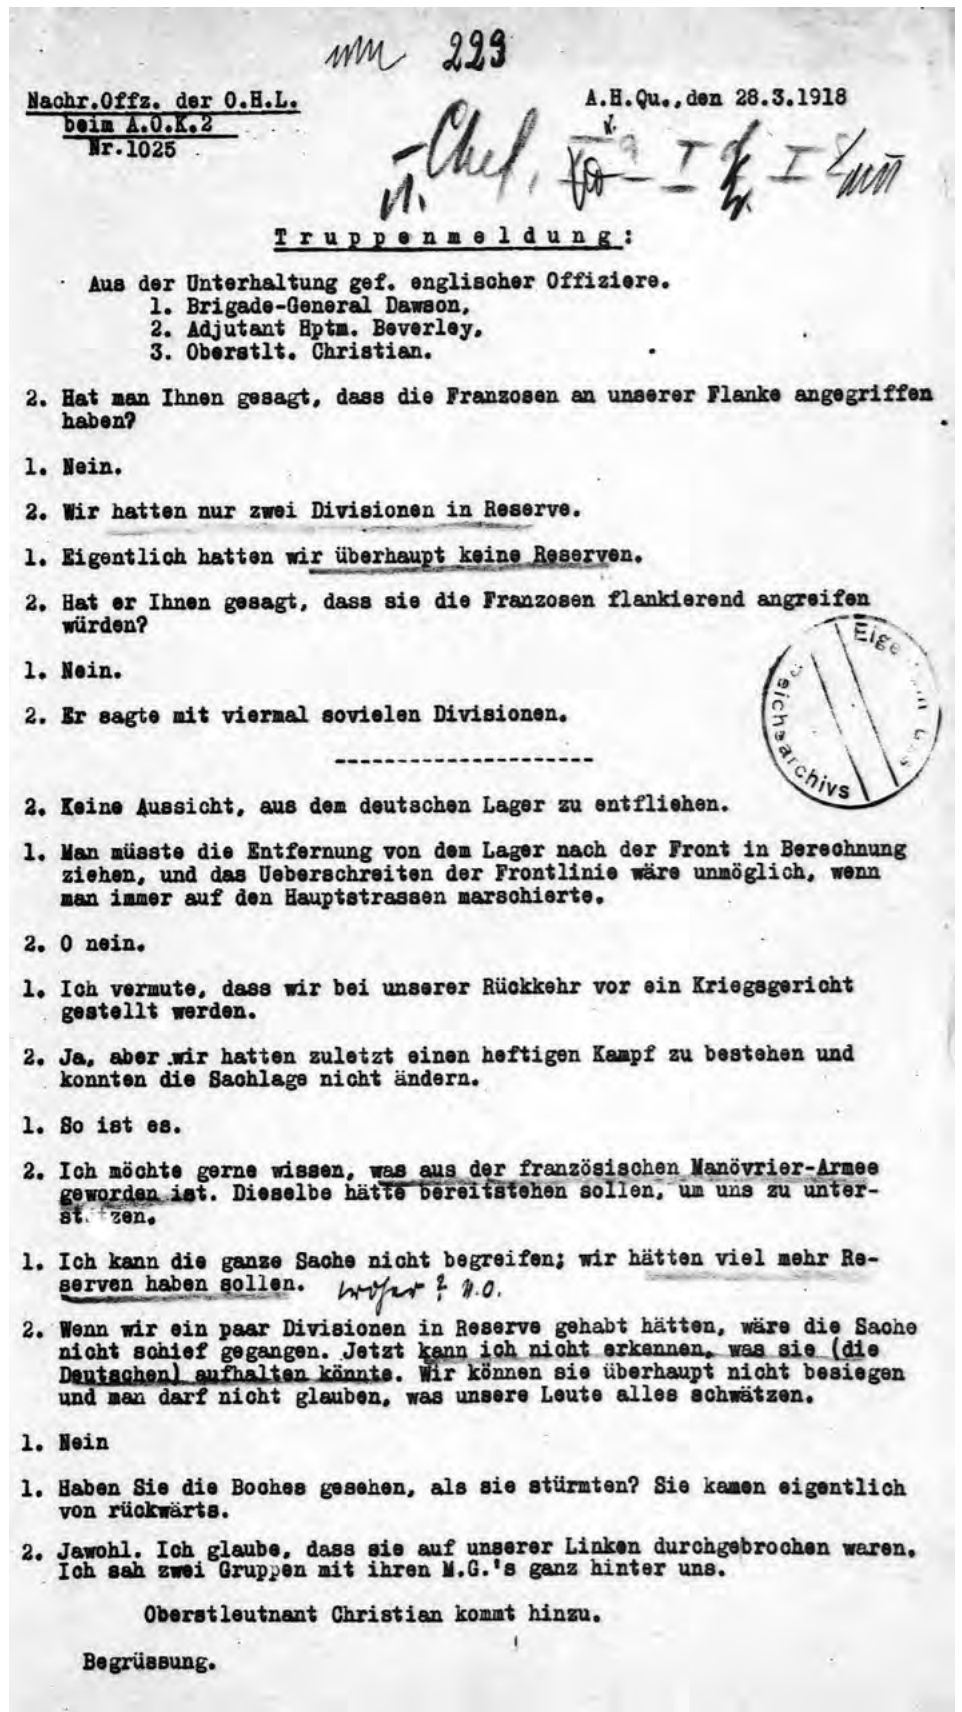 223
Nachr.Offz. der O.H.L.
beim A.O.K.2
Nr.1025
A.H.Qu.,den 28.3.1918
Chef,
Truppenmeldung:
Aus der Unterhaltung gef. englischer Offiziere.
1. Brigade-General Dawson,
2. Adjutant Hptm. Beverley,
3. Oberstlt. Christian.
2. Hat man Ihnen gesagt, dass die Franzosen an unserer Flanke angegriffen
haben?
1. Nein.
2. Wir hatten nur zwei Divisionen in Reserve.
1. Eigentlich hatten wir überhaupt keine Reserven.
2. Hat er Ihnen gesagt, dass sie die Franzosen flankierend angreifen
würden?
1. Nein.
2. Er sagte mit viermal sovielen Divisionen.
Reichsarchivs
---------------------
2. Keine Aussicht, aus dem deutschen Lager zu entfliehen.
1. Man müsste die Entfernung von dem Lager nach der Front in Berechnung
ziehen, und das Ueberschreiten der Frontlinie wäre unmöglich, wenn
man immer auf den Hauptstrassen marschierte.
2. O nein.
1. Ich vermute, dass wir bei unserer Rückkehr vor ein Kriegsgericht
gestellt werden.
2. Ja, aber wir hatten zuletzt einen heftigen Kampf zu bestehen und
konnten die Sachlage nicht ändern.
1. So ist es.
2. Ich möchte gerne wissen, was aus der französischen Manövrier-Armee
geworden ist. Dieselbe hätte bereitstehen sollen, um uns zu unter-
stützen.
1. Ich kann die ganze Sache nicht begreifen; wir hätten viel mehr Re-
serven haben sollen. woher? N.O.
2. Wenn wir ein paar Divisionen in Reserve gehabt hätten, wäre die Sache
nicht schief gegangen. Jetzt kann ich nicht erkennen, was sie (die
Deutschen) aufhalten könnte. Wir können sie überhaupt nicht besiegen
und man darf nicht glauben, was unsere Leute alles schwätzen.
1. Nein
1. Haben Sie die Boches gesehen, als sie stürmten? Sie kamen eigentlich
von rückwärts.
2. Jawohl. Ich glaube, dass sie auf unserer Linken durchgebrochen waren.
Ich sah zwei Gruppen mit ihren M.G.'s ganz hinter uns.
Oberstleutnant Christian kommt hinzu.
Begrüssung.